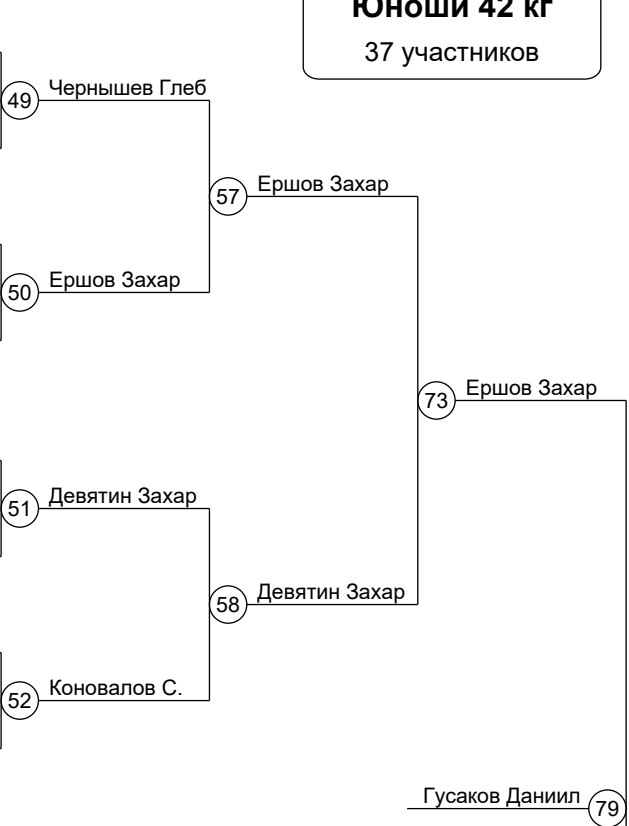 Юноши 42 кг
37 участников
49 Чернышев Глеб
57 Ершов Захар
50 Ершов Захар
73 Ершов Захар
51 Девятин Захар
58 Девятин Захар
52 Коновалов С.
Гусаков Даниил 79